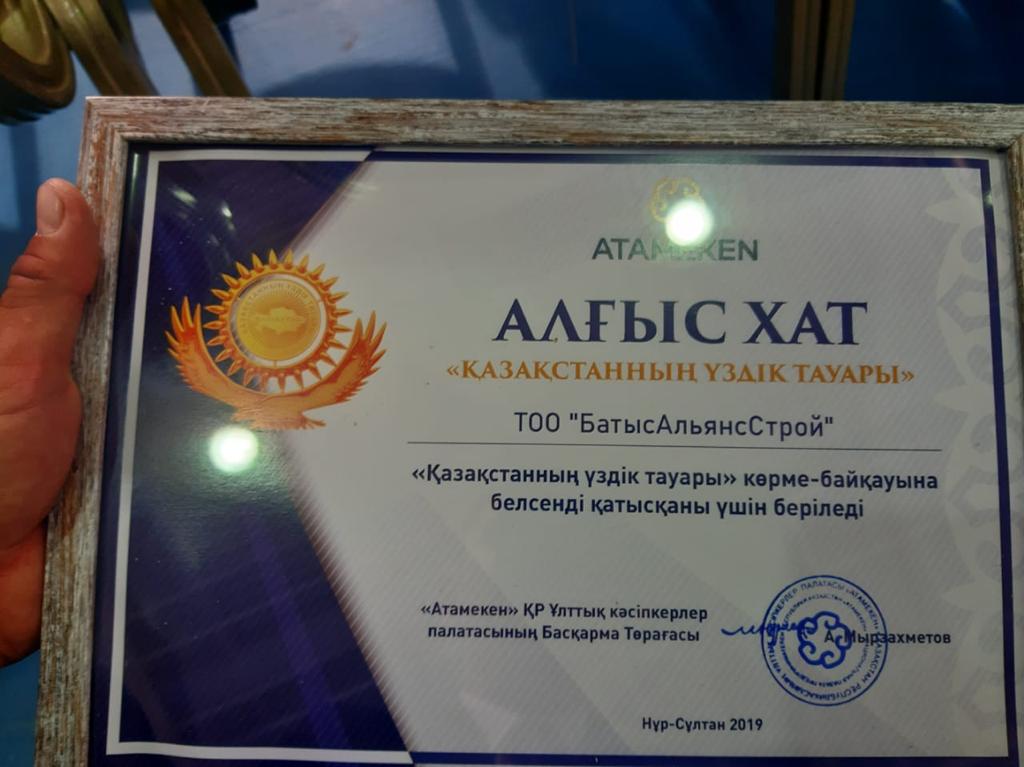 АТАМЕКЕN
АЛҒЫС ХАТ
«ҚАЗАҚСТАННЫҢ ҮЗДІК ТАУАРЫ»
ТОО "БатысАльянсСтрой"
«Қазақстанның үздік тауары» көрме-байқауына
белсенді қатысқаны үшін беріледі
«Атамекен» ҚР Ұлттық кәсіпкерлер
палатасының Басқарма Төрағасы
А. Мырзахметов
Нұр-Сұлтан 2019